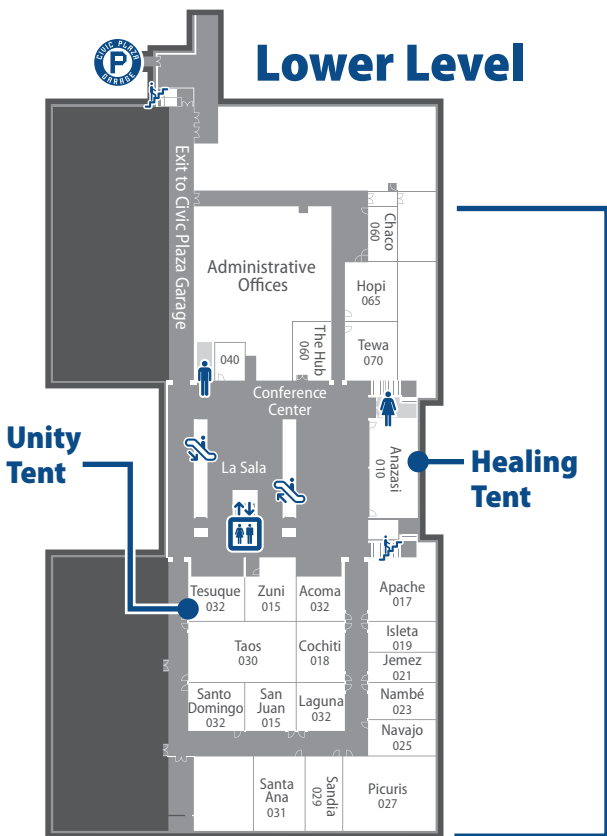 CIVIC PLAZA
P
GARAGE
Lower Level
Exit to Civic Plaza Garage
Chaco
060
Administrative
Offices
Hopi
065
The Hub
060
Tewa
070
040
Conference
Center
Unity
Tent
La Sala
Anazasi
010
Healing
Tent
Tesuque
032
Zuni
015
Acoma
032
Apache
017
Taos
030
Cochiti
018
Isleta
019
Jemez
021
Santo
Domingo
032
San
Juan
015
Laguna
032
Nambé
023
Navajo
025
Santa
Ana
031
Sandia
029
Picuris
027